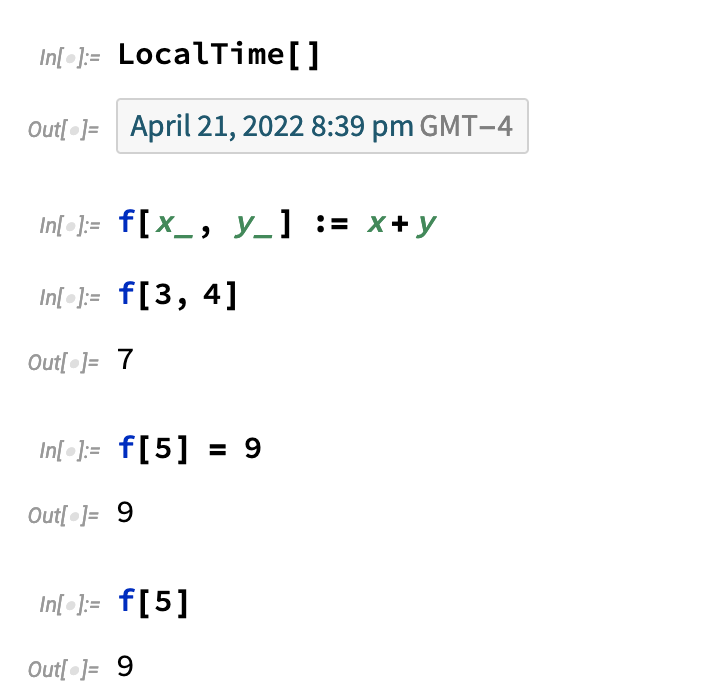 In[●]:= LocalTime[]
Out[●]= April 21, 2022 8:39 pm GMT−4
In[●]:= f[x_, y_] := x + y
In[●]:= f[3, 4]
Out[●]= 7
In[●]:= f[5] = 9
Out[●]= 9
In[●]:= f[5]
Out[●]= 9